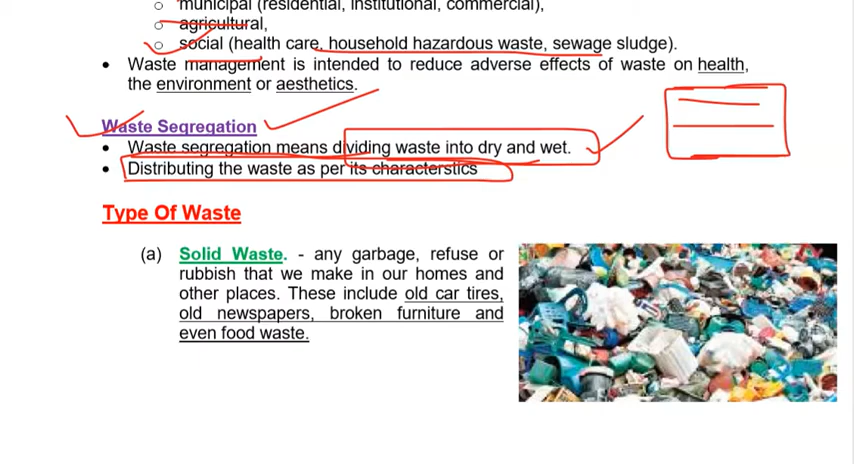 municipal (residential, institutional, commercial),
agricultural,
social (health care, household hazardous waste, sewage sludge).
Waste management is intended to reduce adverse effects of waste on health,
the environment or aesthetics.
Waste Segregation
Waste segregation means dividing waste into dry and wet.
Distributing the waste as per its characterstics
Type Of Waste
(a) Solid Waste. - any garbage, refuse or
rubbish that we make in our homes and
other places. These include old car tires,
old newspapers, broken furniture and
even food waste.